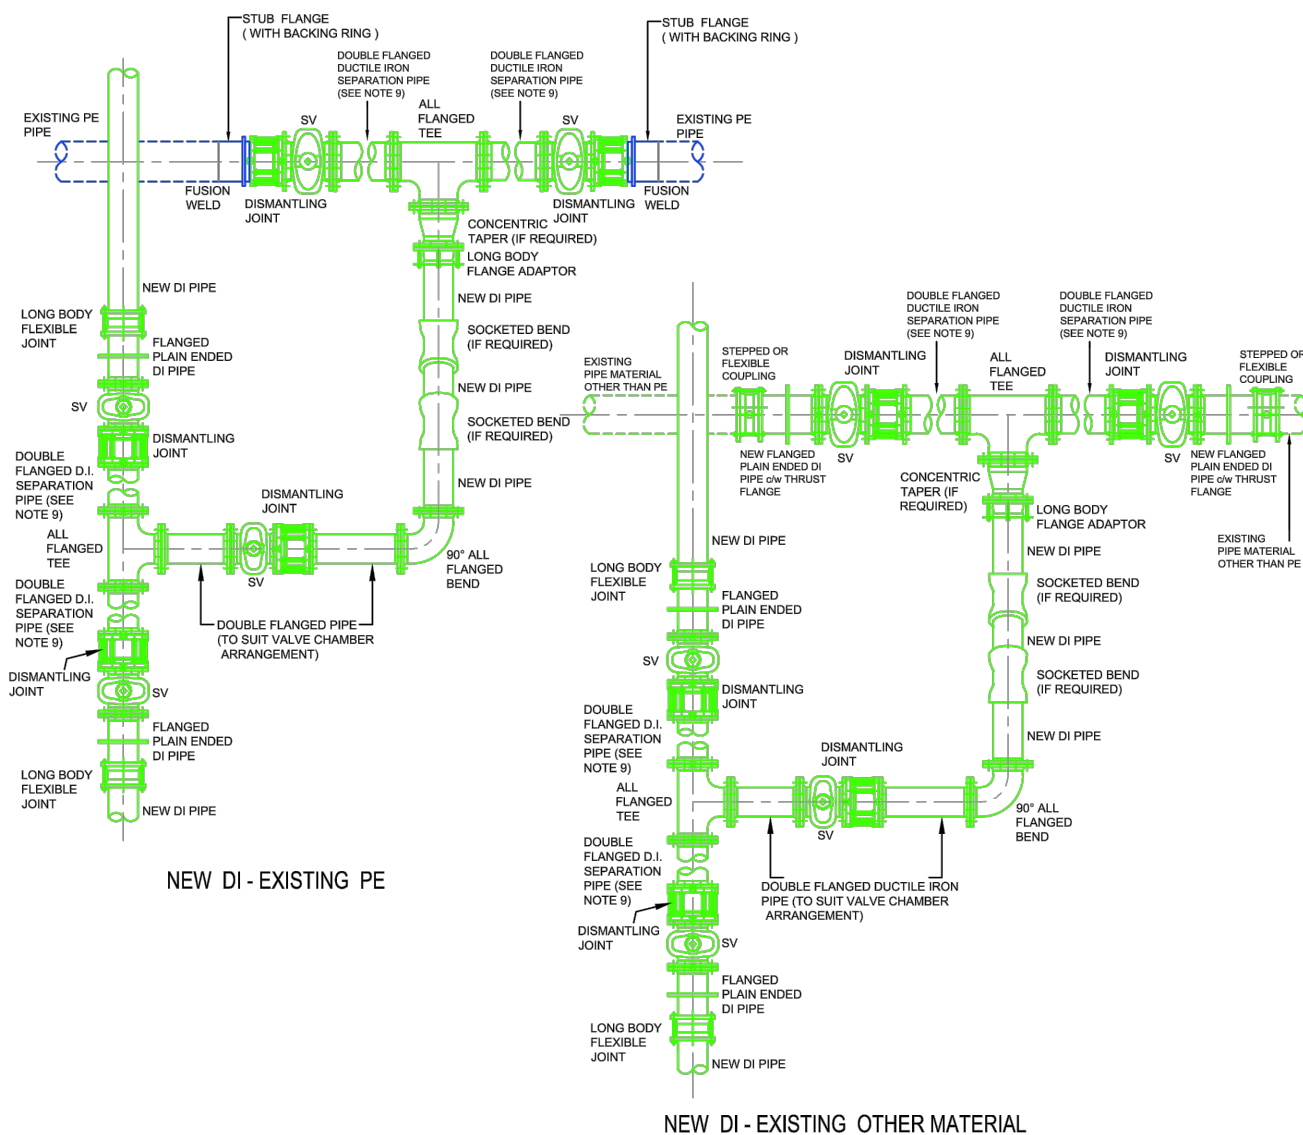 STUB FLANGE
( WITH BACKING RING )
DOUBLE FLANGED
DUCTILE IRON
SEPARATION PIPE
(SEE NOTE 9)
DOUBLE FLANGED
DUCTILE IRON
SEPARATION PIPE
(SEE NOTE 9)
STUB FLANGE
( WITH BACKING RING )
EXISTING PE
PIPE
SV
ALL
FLANGED
TEE
SV
EXISTING PE
PIPE
FUSION
WELD
DISMANTLING
JOINT
DISMANTLING
JOINT
FUSION
WELD
CONCENTRIC
TAPER (IF REQUIRED)
LONG BODY
FLANGE ADAPTOR
NEW DI PIPE
NEW DI PIPE
LONG BODY
FLEXIBLE
JOINT
FLANGED
PLAIN ENDED
DI PIPE
SOCKETED BEND
(IF REQUIRED)
NEW DI PIPE
SV
SOCKETED BEND
(IF REQUIRED)
DISMANTLING
JOINT
DOUBLE
FLANGED D.I.
SEPARATION
PIPE (SEE
NOTE 9)
NEW DI PIPE
DISMANTLING
JOINT
ALL
FLANGED
TEE
SV
90° ALL
FLANGED
BEND
DOUBLE
FLANGED D.I.
SEPARATION
PIPE (SEE
NOTE 9)
DOUBLE FLANGED PIPE
(TO SUIT VALVE CHAMBER
ARRANGEMENT)
DISMANTLING
JOINT
SV
FLANGED
PLAIN ENDED
DI PIPE
LONG BODY
FLEXIBLE
JOINT
NEW DI PIPE
NEW DI - EXISTING PE
DOUBLE FLANGED
DUCTILE IRON
SEPARATION PIPE
(SEE NOTE 9)
DOUBLE FLANGED
DUCTILE IRON
SEPARATION PIPE
(SEE NOTE 9)
EXISTING
PIPE MATERIAL
OTHER THAN PE
STEPPED OR
FLEXIBLE
COUPLING
DISMANTLING
JOINT
ALL
FLANGED
TEE
DISMANTLING
JOINT
STEPPED OR
FLEXIBLE
COUPLING
SV
SV
NEW FLANGED
PLAIN ENDED DI
PIPE c/w THRUST
FLANGE
CONCENTRIC
TAPER (IF
REQUIRED)
NEW FLANGED
PLAIN ENDED DI
PIPE c/w THRUST
FLANGE
LONG BODY
FLANGE ADAPTOR
EXISTING
PIPE MATERIAL
OTHER THAN PE
NEW DI PIPE
NEW DI PIPE
LONG BODY
FLEXIBLE
JOINT
FLANGED
PLAIN ENDED
DI PIPE
SOCKETED BEND
(IF REQUIRED)
NEW DI PIPE
SV
SOCKETED BEND
(IF REQUIRED)
DISMANTLING
JOINT
DOUBLE
FLANGED D.I.
SEPARATION
PIPE (SEE
NOTE 9)
NEW DI PIPE
DISMANTLING
JOINT
ALL
FLANGED
TEE
SV
90° ALL
FLANGED
BEND
DOUBLE
FLANGED D.I.
SEPARATION
PIPE (SEE
NOTE 9)
DOUBLE FLANGED DUCTILE IRON
PIPE (TO SUIT VALVE CHAMBER
ARRANGEMENT)
DISMANTLING
JOINT
SV
FLANGED
PLAIN ENDED
DI PIPE
LONG BODY
FLEXIBLE
JOINT
NEW DI PIPE
NEW DI - EXISTING OTHER MATERIAL